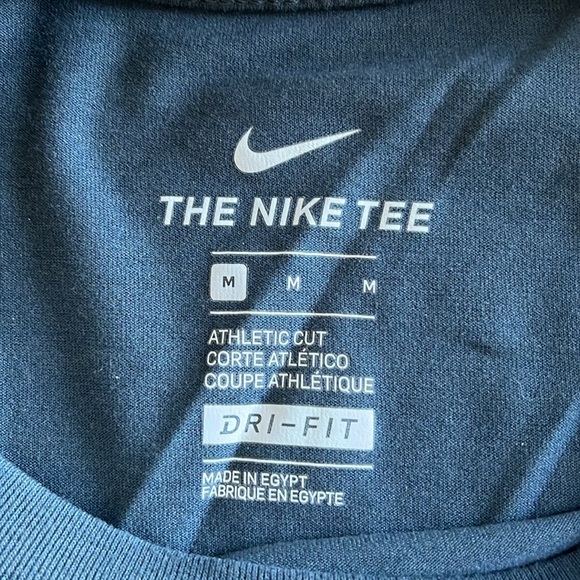 THE NIKE TEE
M M M
ATHLETIC CUT
CORTE ATLÉTICO
COUPE ATHLÉTIQUE
DRI-FIT
MADE IN EGYPT
FABRIQUE EN EGYPTE